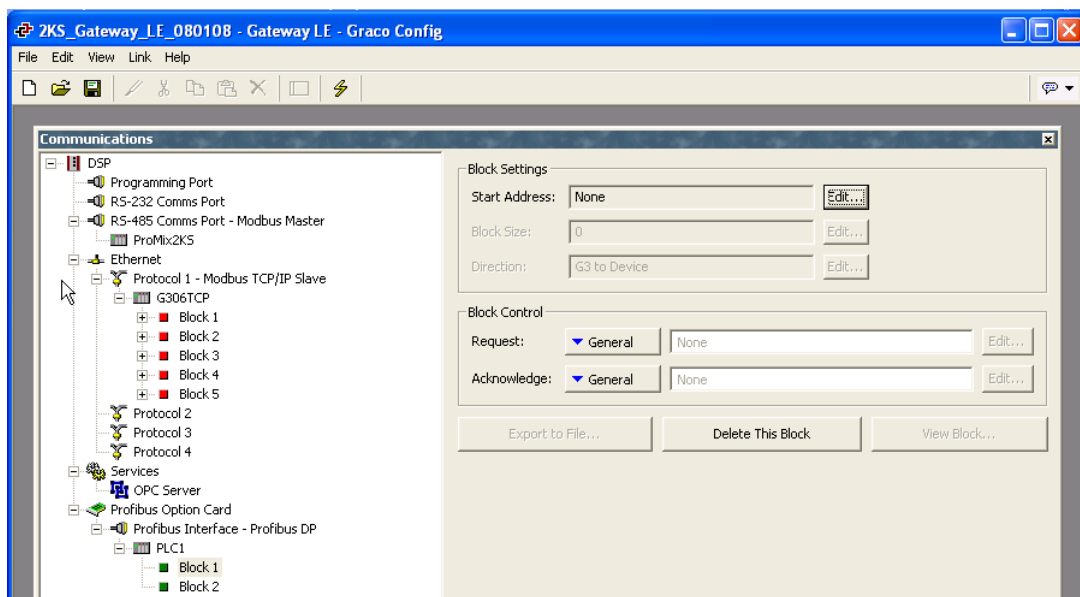 2KS_Gateway_LE_080108 - Gateway LE - Graco Config
File Edit View Link Help
Communications
DSP
Programming Port
RS-232 Comms Port
RS-485 Comms Port - Modbus Master
ProMix2KS
Ethernet
Protocol 1 - Modbus TCP/IP Slave
G306TCP
Block 1
Block 2
Block 3
Block 4
Block 5
Protocol 2
Protocol 3
Protocol 4
Services
OPC Server
Profibus Option Card
Profibus Interface - Profibus DP
PLC1
Block 1
Block 2
Block Settings
Start Address: None Edit...
Block Size: 0 Edit...
Direction: G3 to Device Edit...
Block Control
Request: General None Edit...
Acknowledge: General None Edit...
Export to File... Delete This Block View Block...